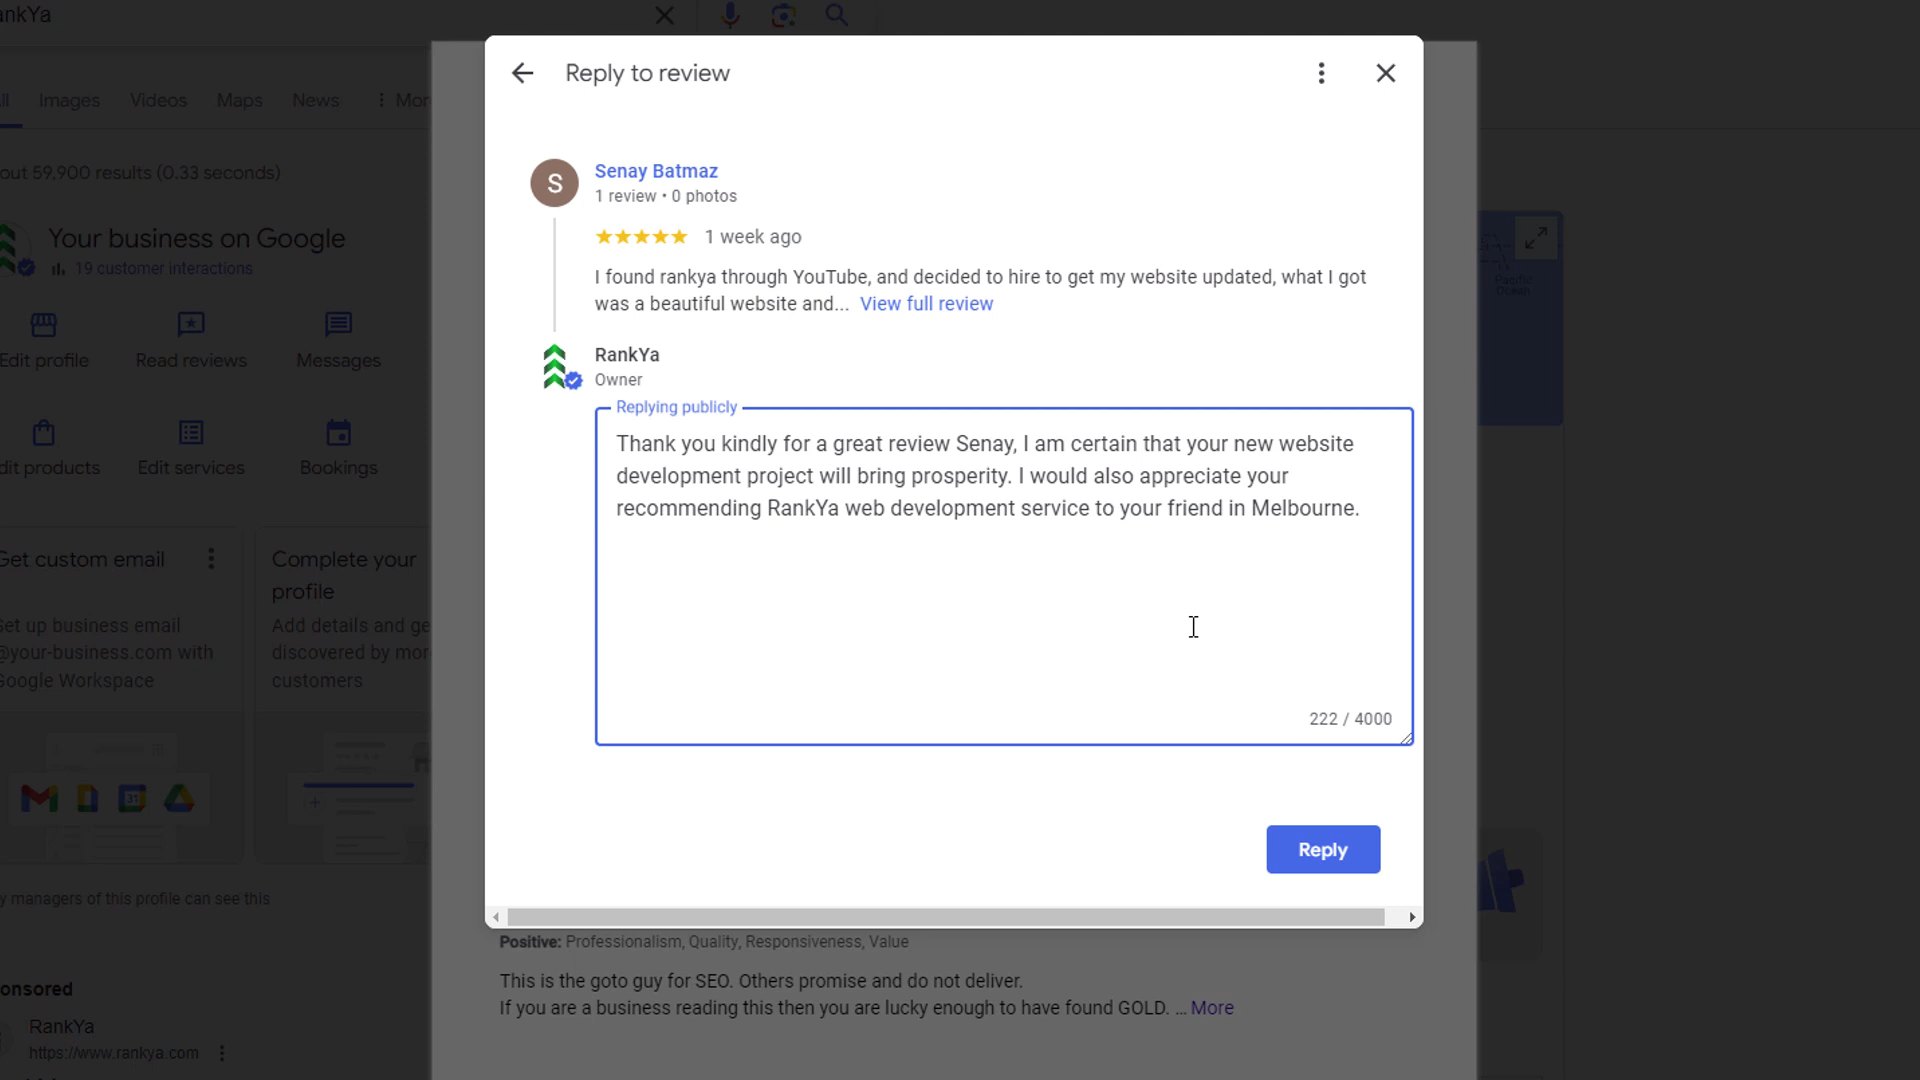 ankYa
ll Images Videos Maps News Mor
out 59,900 results (0.33 seconds)
Your business on Google
19 customer interactions
Edit profile Read reviews Messages
dit products Edit services Bookings
Get custom email
Set up business email
@your-business.com with
Google Workspace
Complete your
profile
Add details and ge
discovered by mor
customers
31
y managers of this profile can see this
onsored
RankYa
https://www.rankya.com
Reply to review
S
Senay Batmaz
1 review • 0 photos
1 week ago
I found rankya through YouTube, and decided to hire to get my website updated, what I got
was a beautiful website and... View full review
RankYa
Owner
Replying publicly
Thank you kindly for a great review Senay, I am certain that your new website
development project will bring prosperity. I would also appreciate your
recommending RankYa web development service to your friend in Melbourne.
222 / 4000
Reply
Positive: Professionalism, Quality, Responsiveness, Value
This is the goto guy for SEO. Others promise and do not deliver.
If you are a business reading this then you are lucky enough to have found GOLD. ... More
Pacific
Ocean